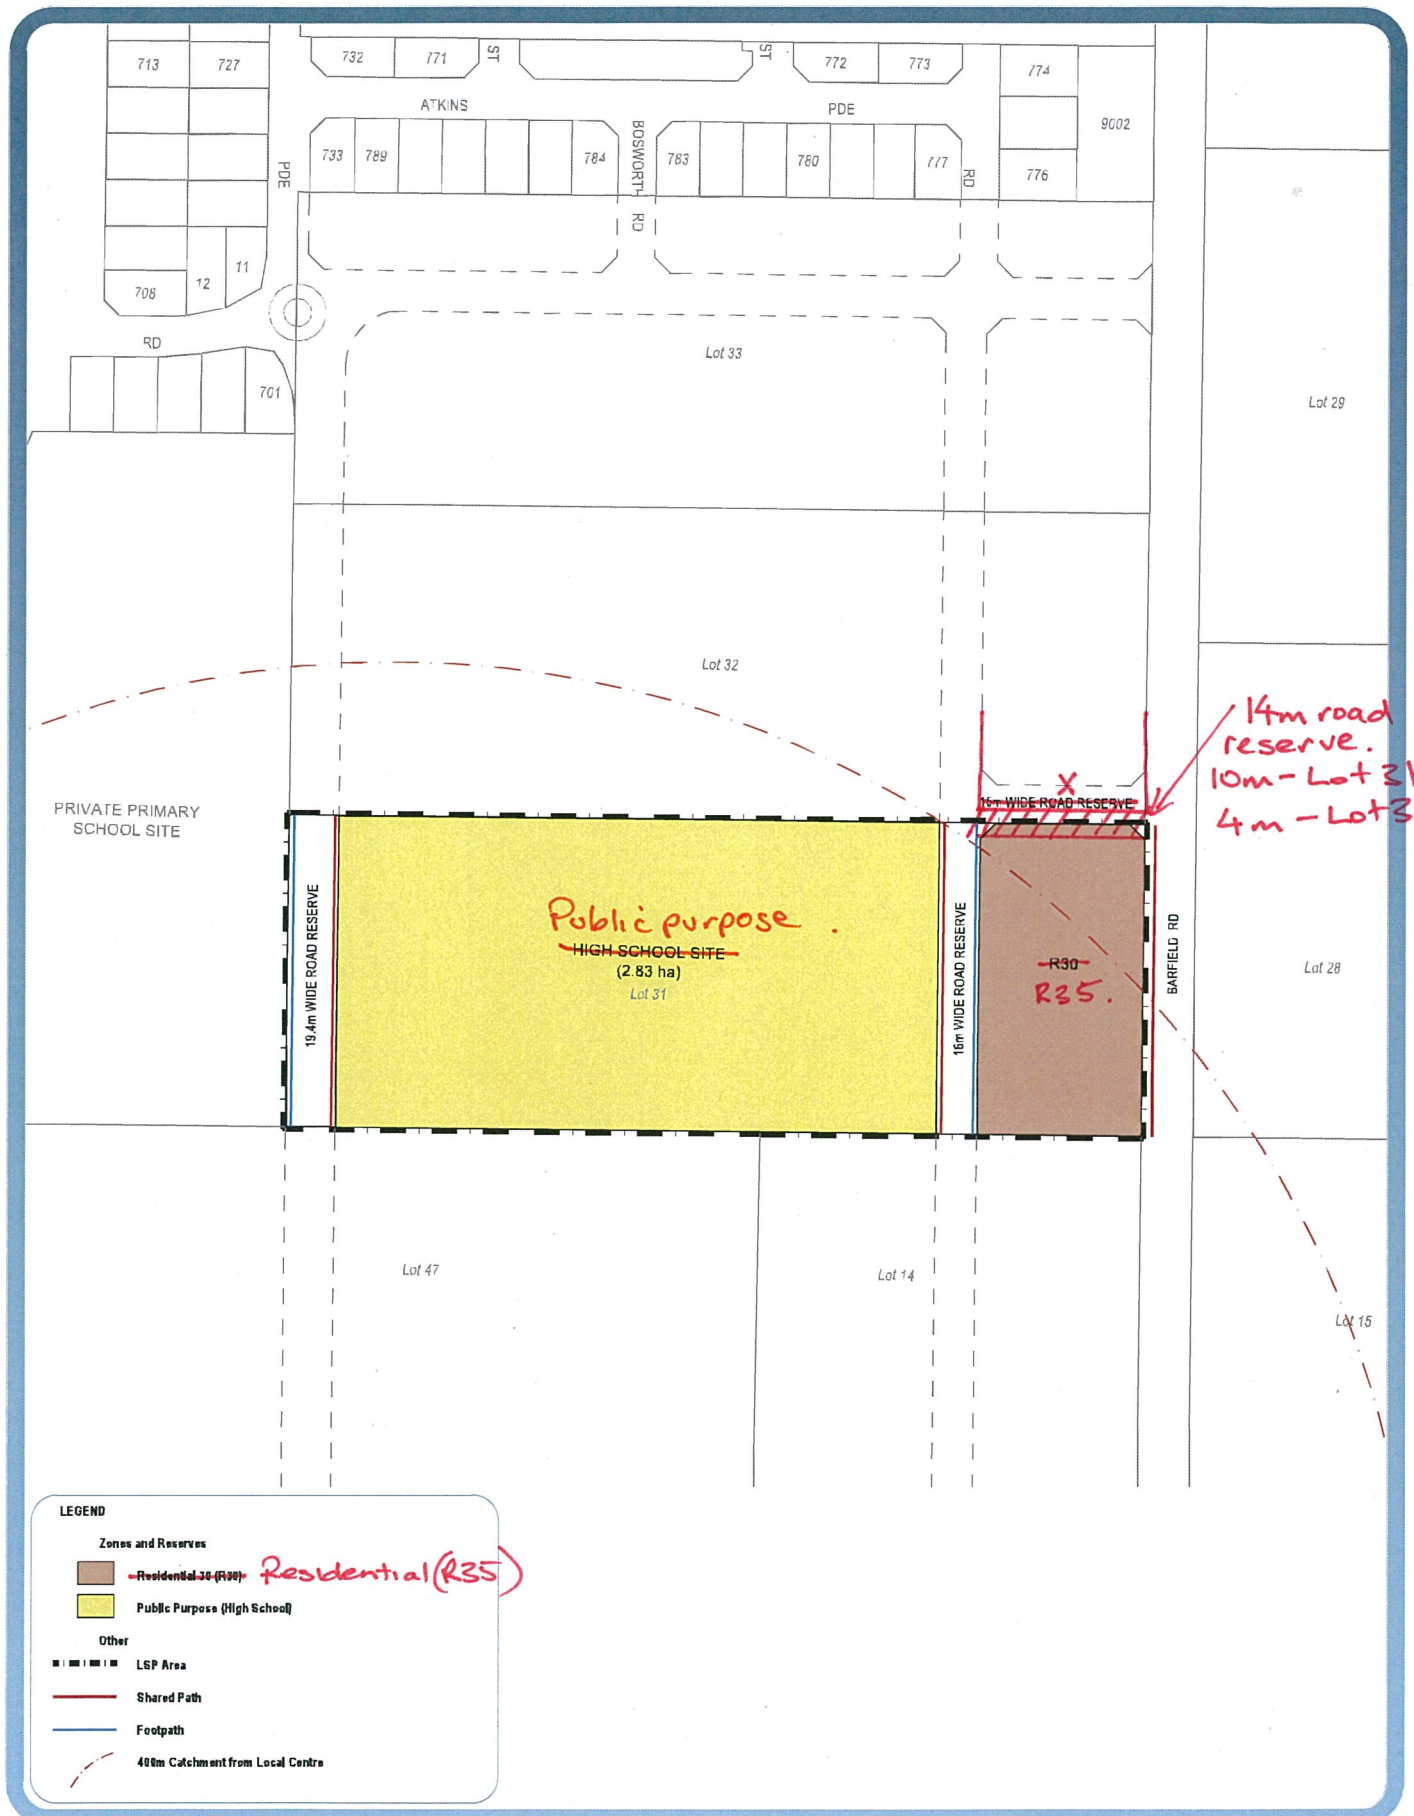 713
727
732
771
ST
ST
772
773
774
ATKINS
PDE
9002
733
789
784
BOSWORTH
RD
783
780
777
RD
776
PDE
11
12
708
RD
701
Lot 33
Lot 29
Lot 32
14m road
reserve.
10m - Lot 31
4m - Lot 3
X
15m WIDE ROAD RESERVE
PRIVATE PRIMARY
SCHOOL SITE
19.4m WIDE ROAD RESERVE
Public purpose.
HIGH SCHOOL SITE
(2.83 ha)
Lot 31
16m WIDE ROAD RESERVE
R30
R35.
BARFIELD RD
Lot 28
Lot 47
Lot 14
Lot 15
LEGEND
Zones and Reserves
Residential 30 (R30) Residential (R35)
Public Purpose (High School)
Other
LSP Area
Shared Path
Footpath
400m Catchment from Local Centre